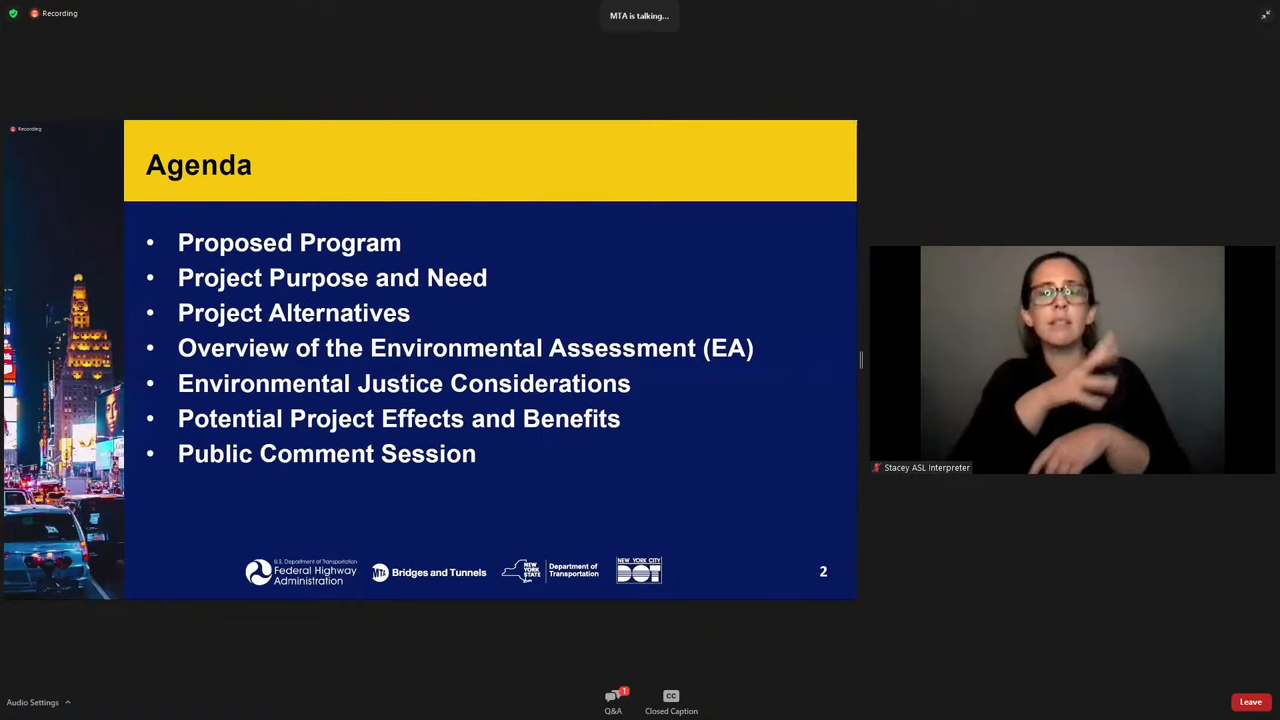 Recording
MTA is talking...
Recording
Agenda
• Proposed Program
• Project Purpose and Need
• Project Alternatives
• Overview of the Environmental Assessment (EA)
• Environmental Justice Considerations
• Potential Project Effects and Benefits
• Public Comment Session
U.S. Department of Transportation
Federal Highway
Administration
MTA Bridges and Tunnels
NEW YORK STATE
Department of
Transportation
NEW YORK CITY
DOT
2
Stacey ASL Interpreter
Audio Settings
1
Q&A
CC
Closed Caption
Leave